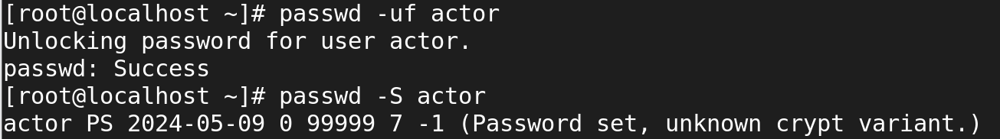 [root@localhost ~]# passwd -uf actor
Unlocking password for user actor.
passwd: Success
[root@localhost ~]# passwd -S actor
actor PS 2024-05-09 0 99999 7 -1 (Password set, unknown crypt variant.)